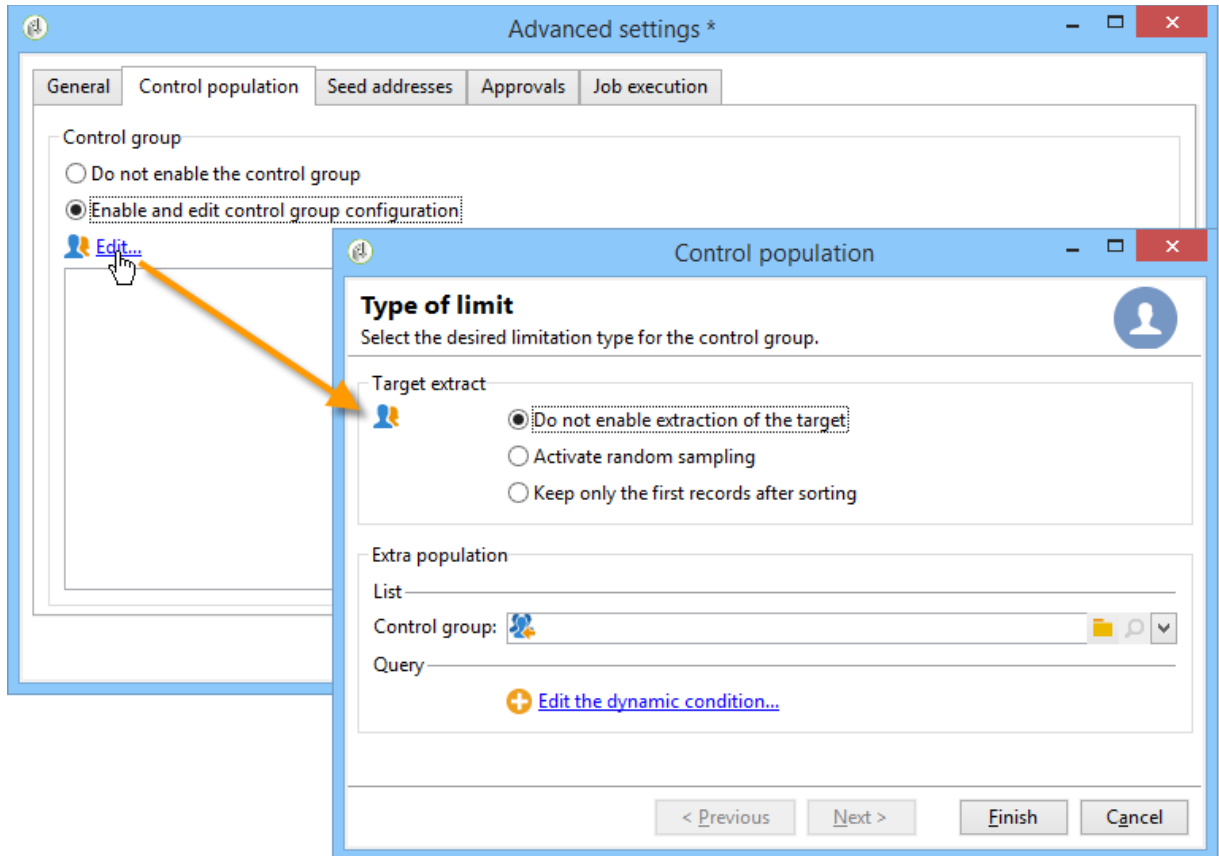 Advanced settings *
General Control population Seed addresses Approvals Job execution
Control group
Do not enable the control group
Enable and edit control group configuration
Edit...
Control population
Type of limit
Select the desired limitation type for the control group.
Target extract
Do not enable extraction of the target
Activate random sampling
Keep only the first records after sorting
Extra population
List
Control group:
Query
Edit the dynamic condition...
< Previous Next > Finish Cancel